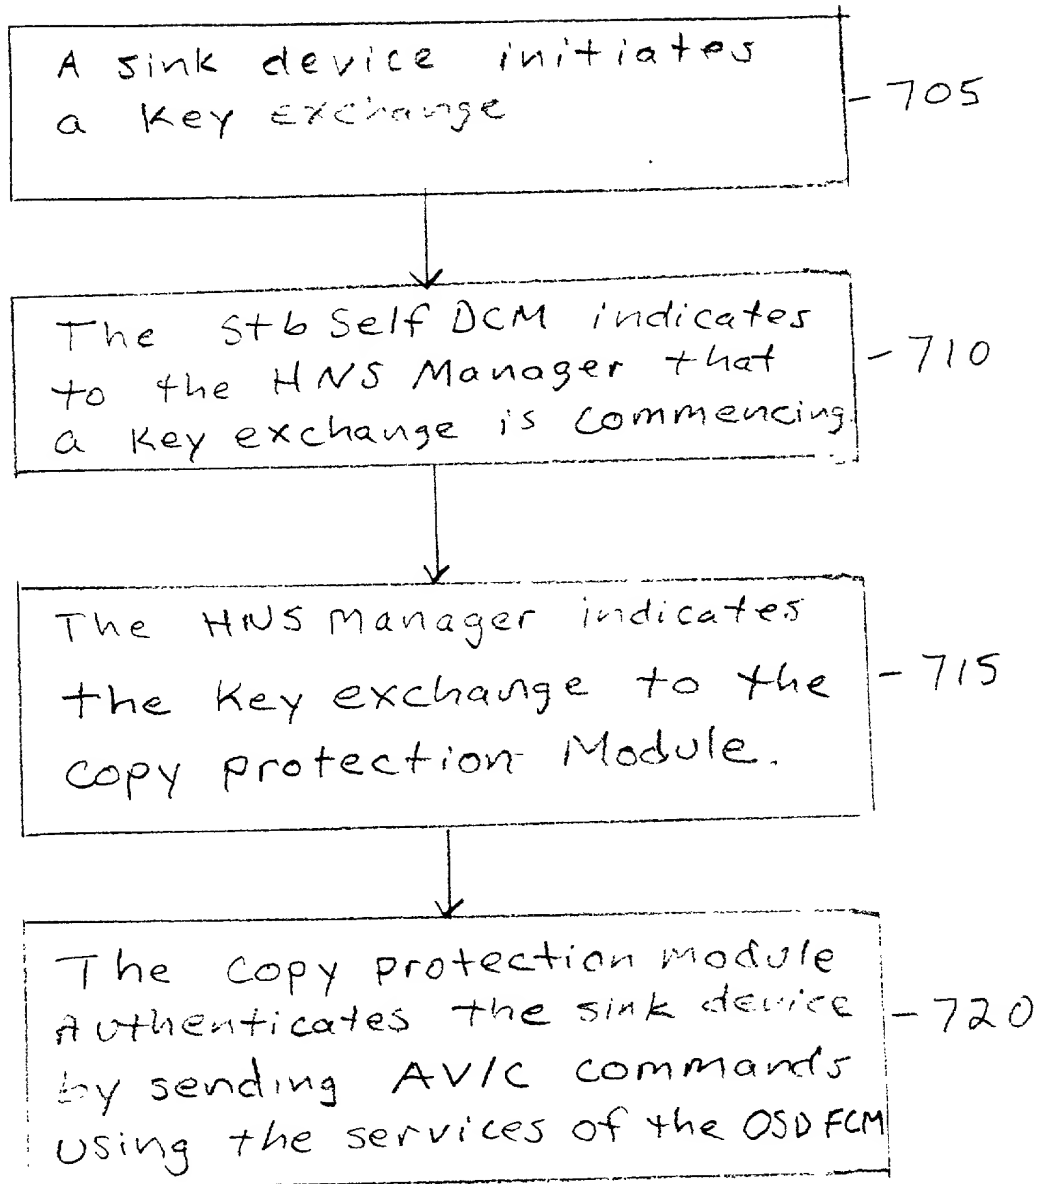 A sink device initiates
a key exchange
- 705
The Stb Self DCM indicates
to the HNS Manager that
a key exchange is commencing.
- 710
The HNS Manager indicates
the key exchange to the
copy protection Module.
- 715
The copy protection module
Authenticates the sink device
by sending AV/C commands
using the services of the OSD FCM
- 720